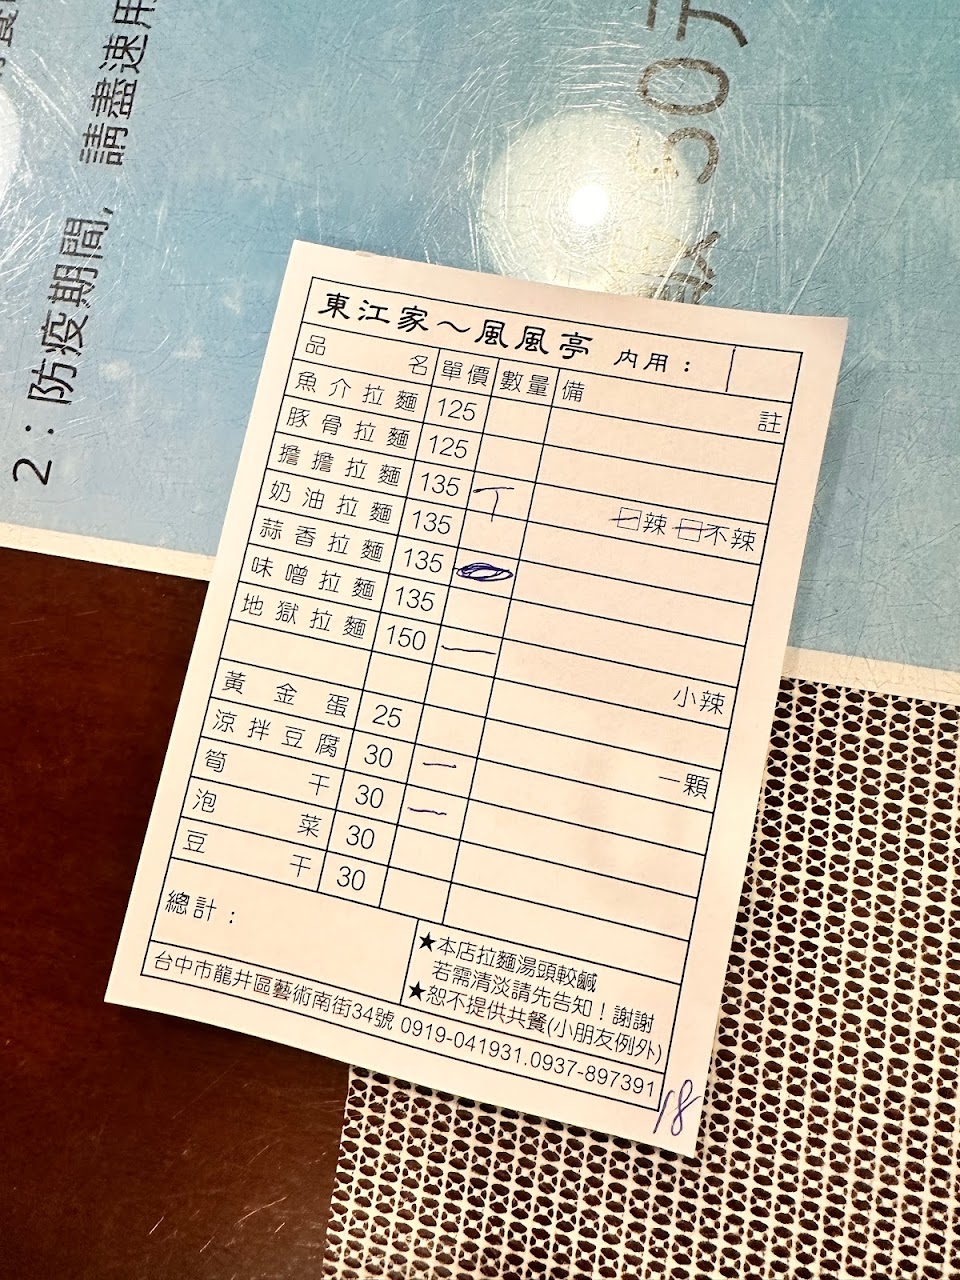 2：防疫期間, 請盡速用
東江家～風風亭 內用：
品名 單價 數量 備註
魚介拉麵 125
豚骨拉麵 125
擔擔拉麵 135 丅 □辣 □不辣
奶油拉麵 135
蒜香拉麵 135
味噌拉麵 135
地獄拉麵 150 一 小辣
黃金蛋 25 一顆
涼拌豆腐 30 一
筍干 30 一
泡菜 30
豆干 30
總計：
★本店拉麵湯頭較鹹
若需清淡請先告知！謝謝
★恕不提供共餐(小朋友例外)
台中市龍井區藝術南街34號 0919-041931.0937-897391
18